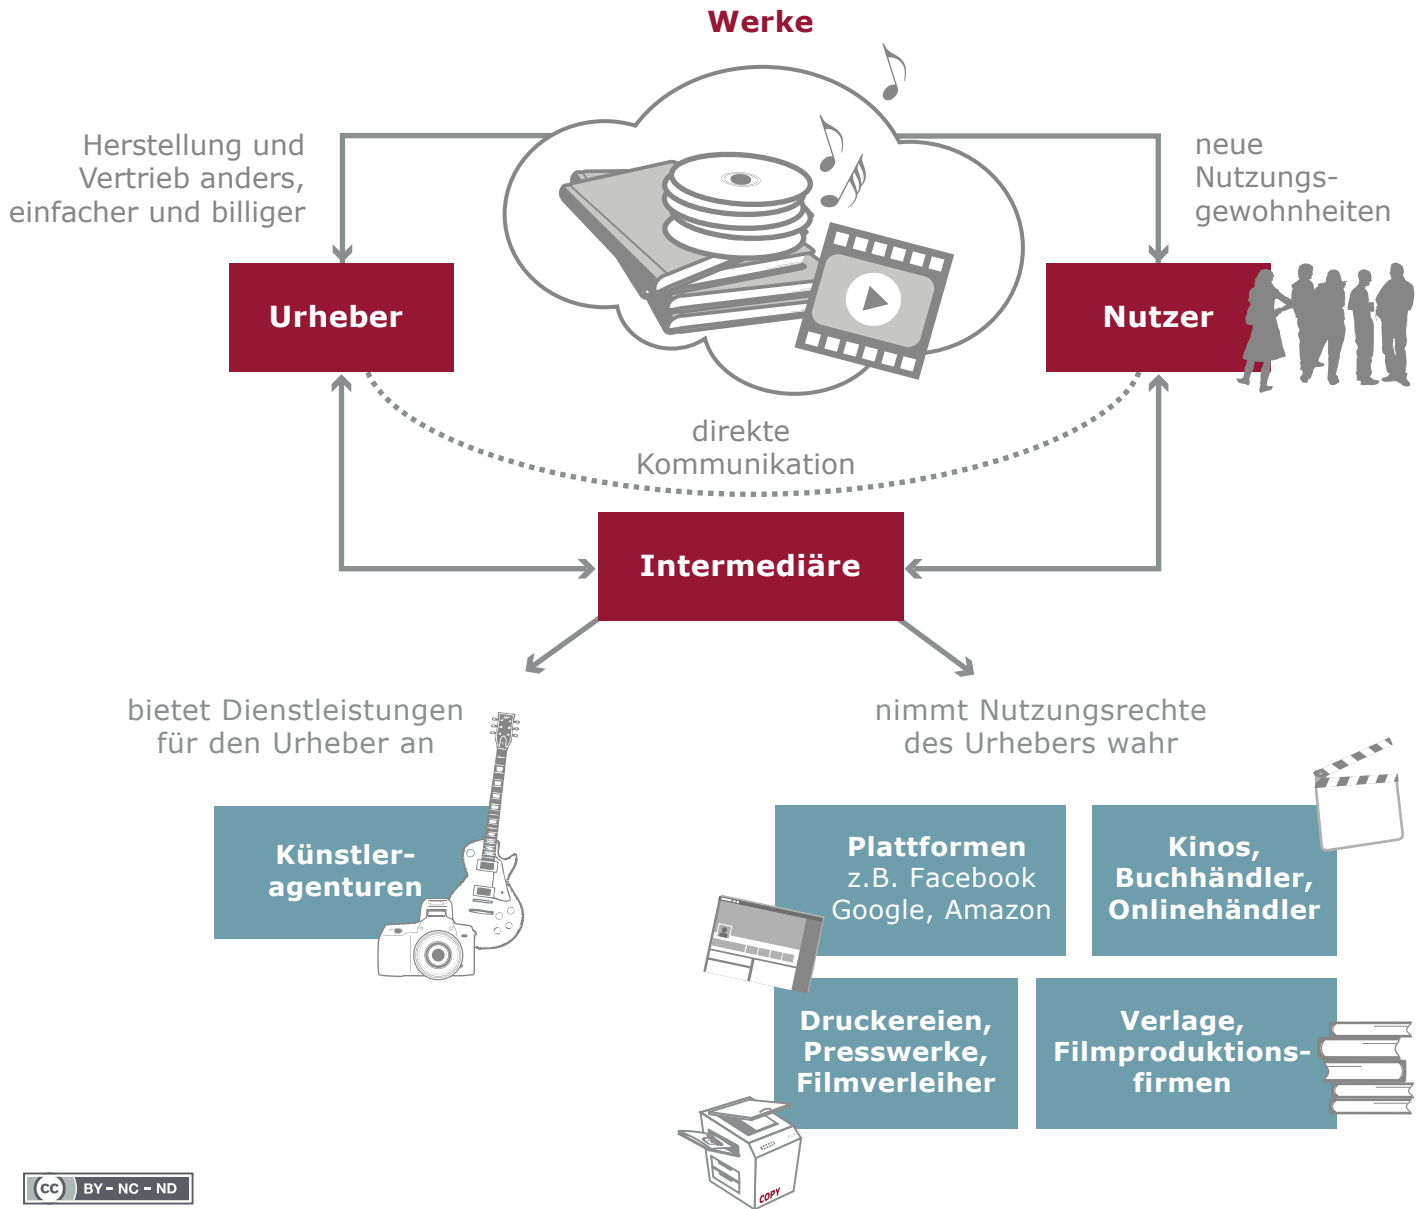 Werke
Herstellung und
Vertrieb anders,
einfacher und billiger
neue
Nutzungs-
gewohnheiten
Urheber
Nutzer
direkte
Kommunikation
Intermediäre
bietet Dienstleistungen
für den Urheber an
nimmt Nutzungsrechte
des Urhebers wahr
Künstler-
agenturen
Plattformen
z.B. Facebook
Google, Amazon
Kinos,
Buchhändler,
Onlinehändler
Druckereien,
Presswerke,
Filmverleiher
Verlage,
Filmproduktions-
firmen
COPY
cc BY - NC - ND